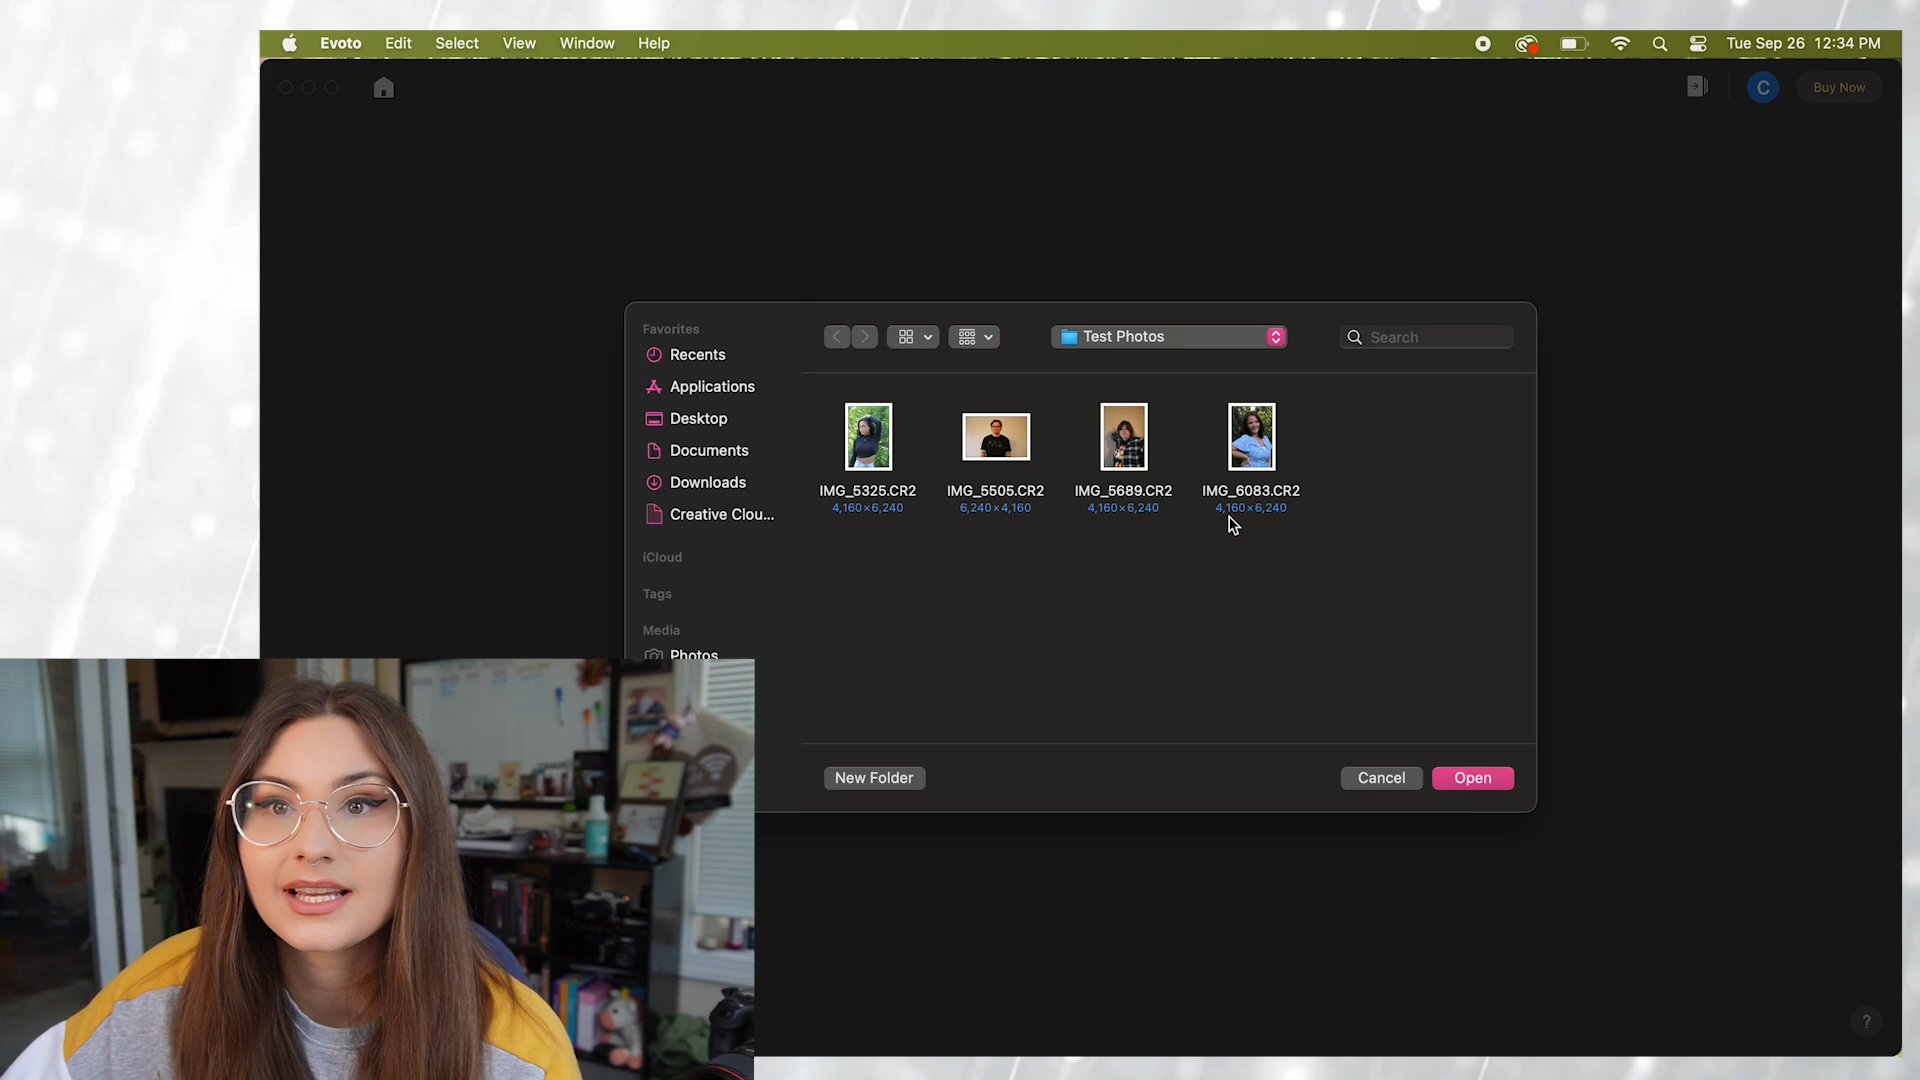 Evoto Edit Select View Window Help Tue Sep 26 12:34 PM
C Buy Now
Favorites
Recents
Applications
Desktop
Documents
Downloads
Creative Clou...
iCloud
Tags
Media
Photos
Test Photos
Search
IMG_5325.CR2 IMG_5505.CR2 IMG_5689.CR2 IMG_6083.CR2
4,160×6,240 6,240×4,160 4,160×6,240 4,160×6,240
New Folder Cancel Open
?